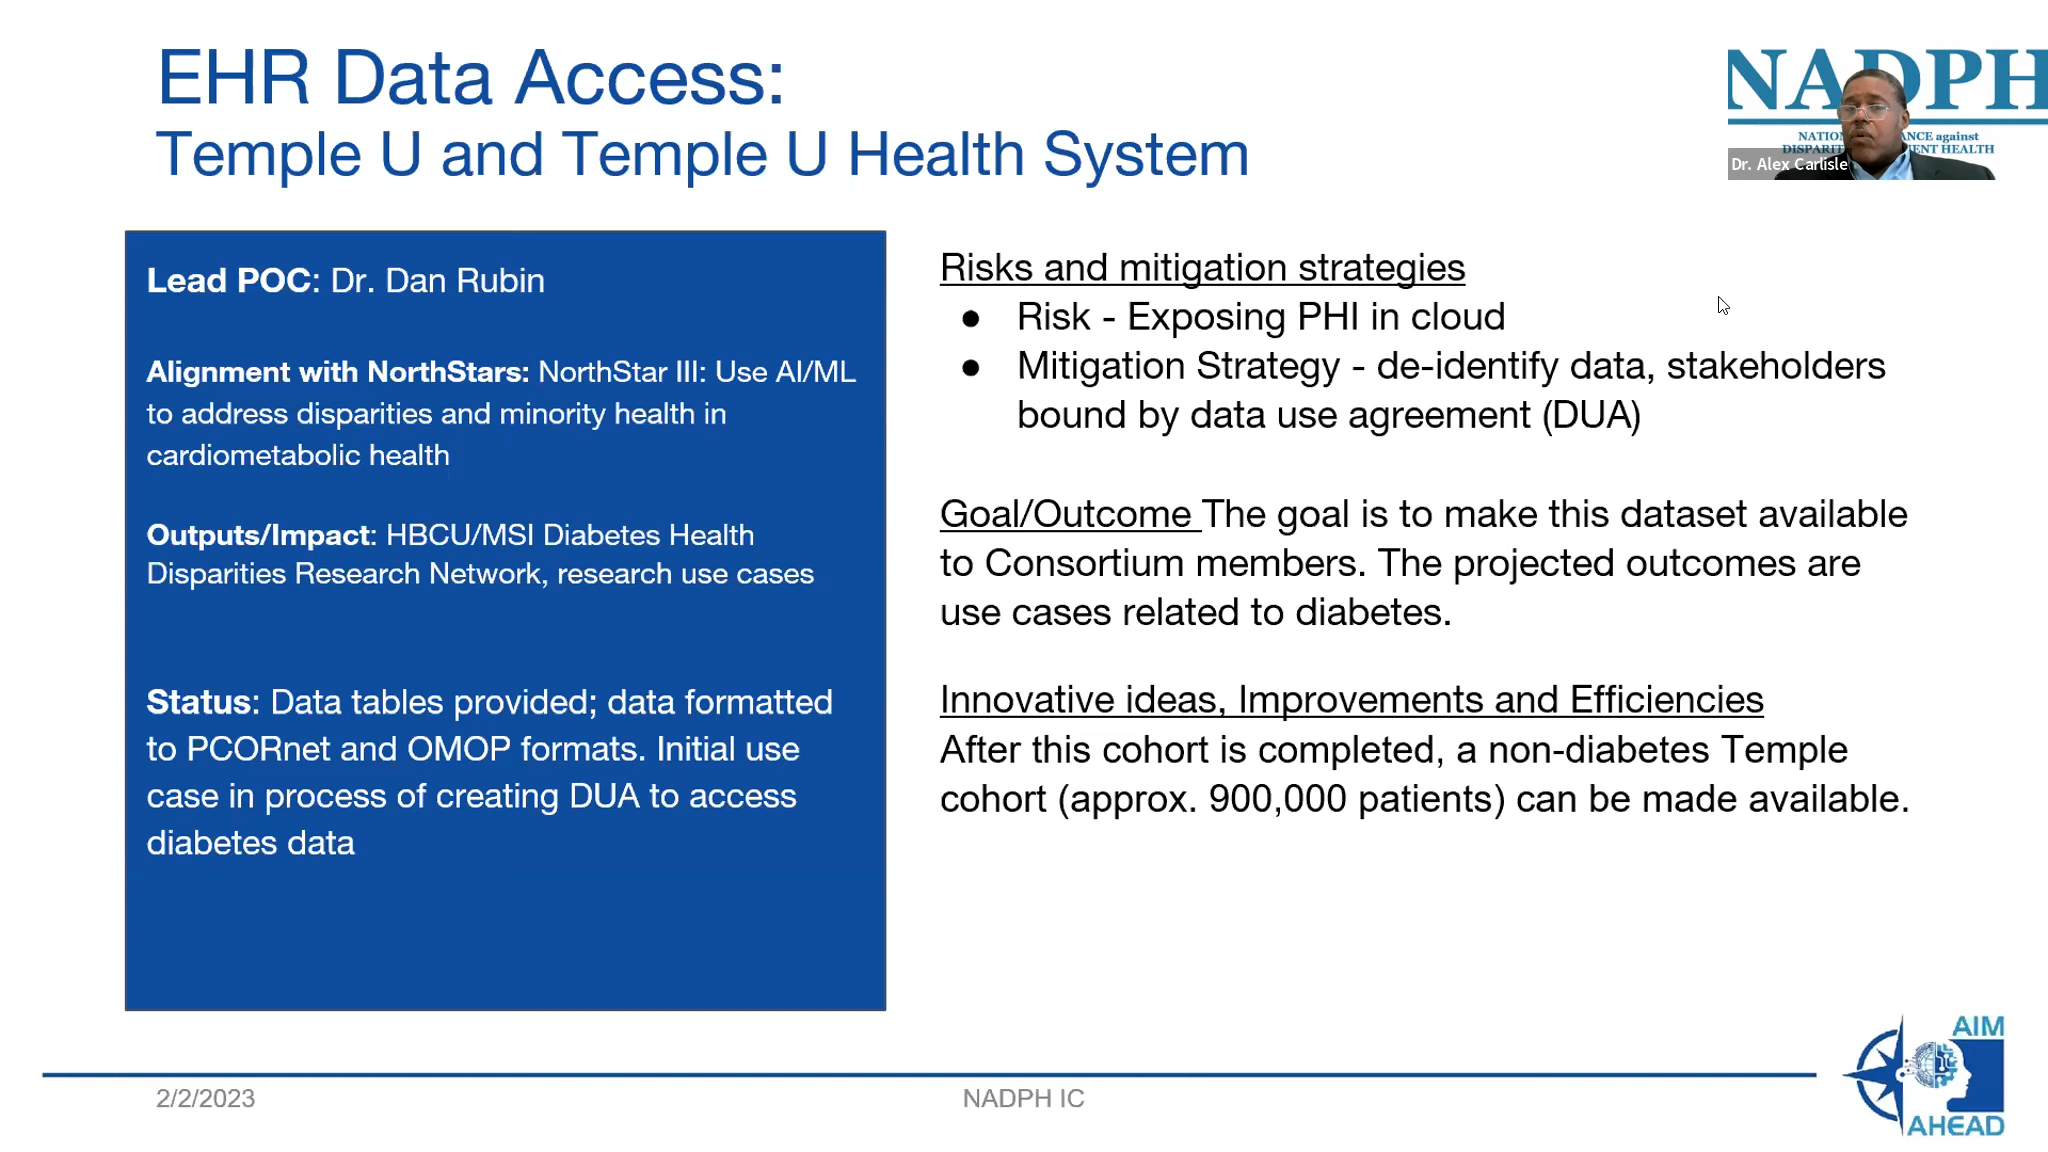 EHR Data Access:
Temple U and Temple U Health System
NADPH
ANCE against
DISPARIT
ENT HEALTH
Dr. Alex Carlisle
Lead POC: Dr. Dan Rubin
Alignment with NorthStars: NorthStar III: Use AI/ML
to address disparities and minority health in
cardiometabolic health
Outputs/Impact: HBCU/MSI Diabetes Health
Disparities Research Network, research use cases
Status: Data tables provided; data formatted
to PCORnet and OMOP formats. Initial use
case in process of creating DUA to access
diabetes data
Risks and mitigation strategies
● Risk - Exposing PHI in cloud
● Mitigation Strategy - de-identify data, stakeholders
bound by data use agreement (DUA)
Goal/Outcome The goal is to make this dataset available
to Consortium members. The projected outcomes are
use cases related to diabetes.
Innovative ideas, Improvements and Efficiencies
After this cohort is completed, a non-diabetes Temple
cohort (approx. 900,000 patients) can be made available.
2/2/2023
NADPH IC
AIM
AHEAD